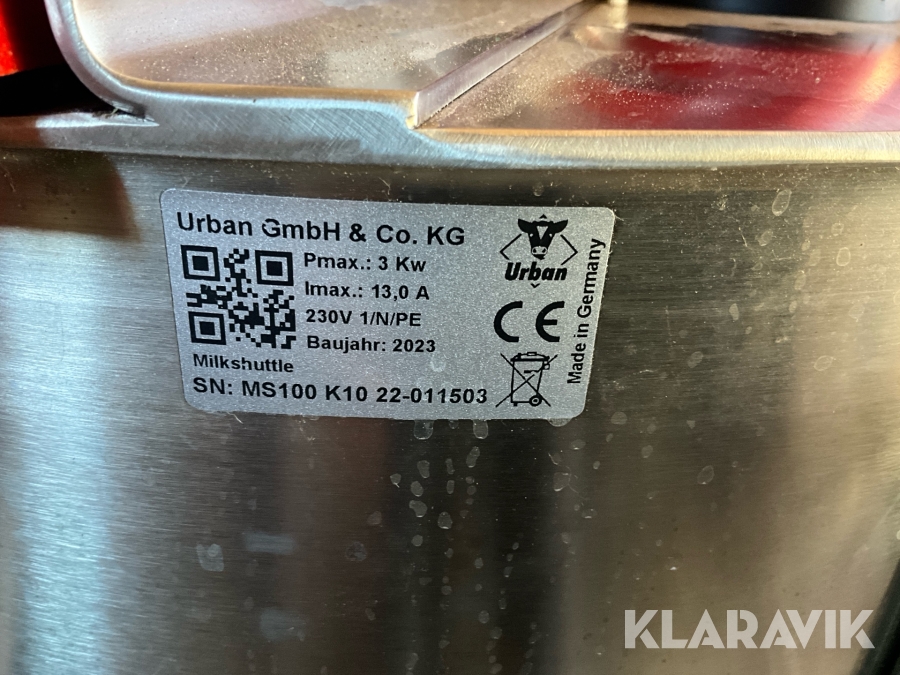 Urban GmbH & Co. KG
Pmax.: 3 Kw
Imax.: 13,0 A
230V 1/N/PE
Baujahr: 2023
Milkshuttle
SN: MS100 K10 22-011503
Urban
CE
Made in Germany
KLARAVIK